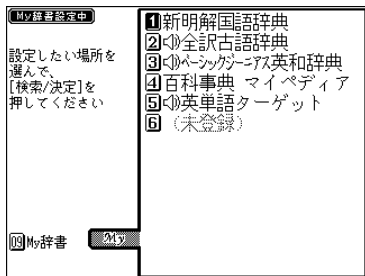 My辞書設定中
設定したい場所を
選んで、
[検索/決定]を
押してください
09 My辞書
My
1 新明解国語辞典
2 全訳古語辞典
3 ベーシックジーニアス英和辞典
4 百科事典 マイペディア
5 英単語ターゲット
6 (未登録)